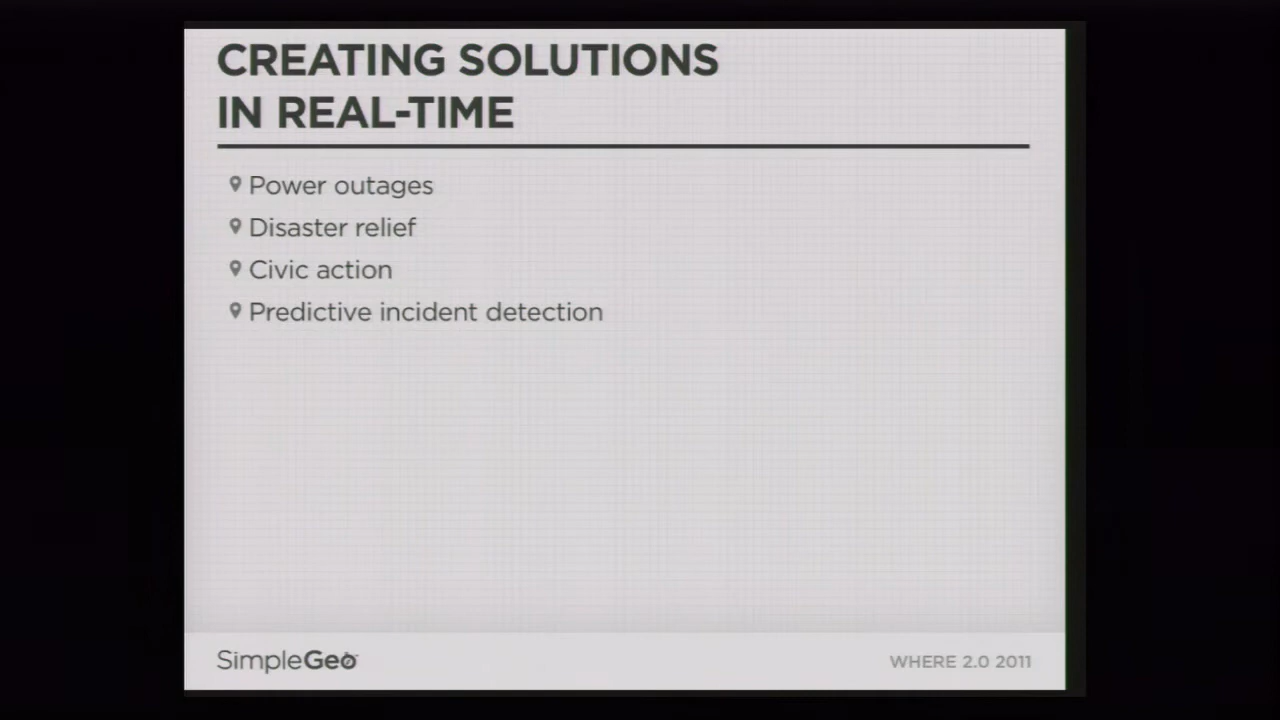 CREATING SOLUTIONS
IN REAL-TIME
Power outages
Disaster relief
Civic action
Predictive incident detection
SimpleGeo
WHERE 2.0 2011